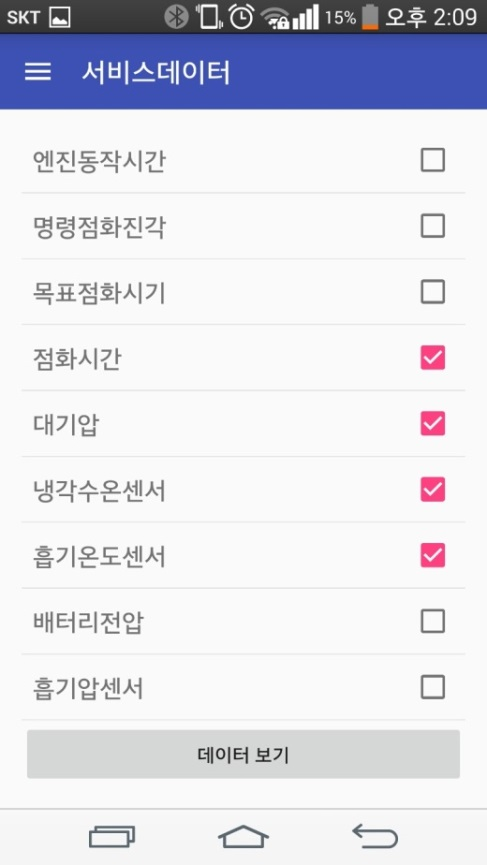 SKT 15% 오후 2:09
서비스데이터
엔진동작시간
명령점화진각
목표점화시기
점화시간
대기압
냉각수온센서
흡기온도센서
배터리전압
흡기압센서
데이터 보기